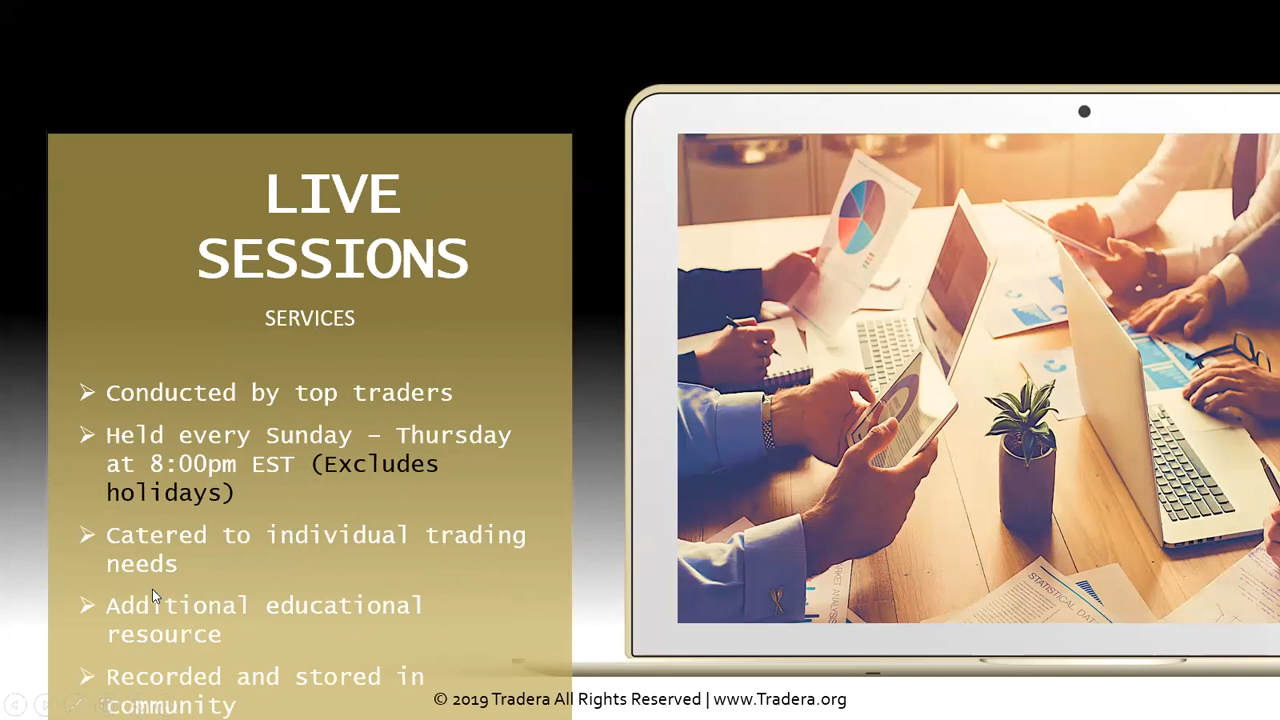 LIVE
SESSIONS
SERVICES
➢ Conducted by top traders
➢ Held every Sunday – Thursday
at 8:00pm EST (Excludes
holidays)
➢ Catered to individual trading
needs
➢ Additional educational
resource
➢ Recorded and stored in
community
STATISTICAL DATA
© 2019 Tradera All Rights Reserved | www.Tradera.org